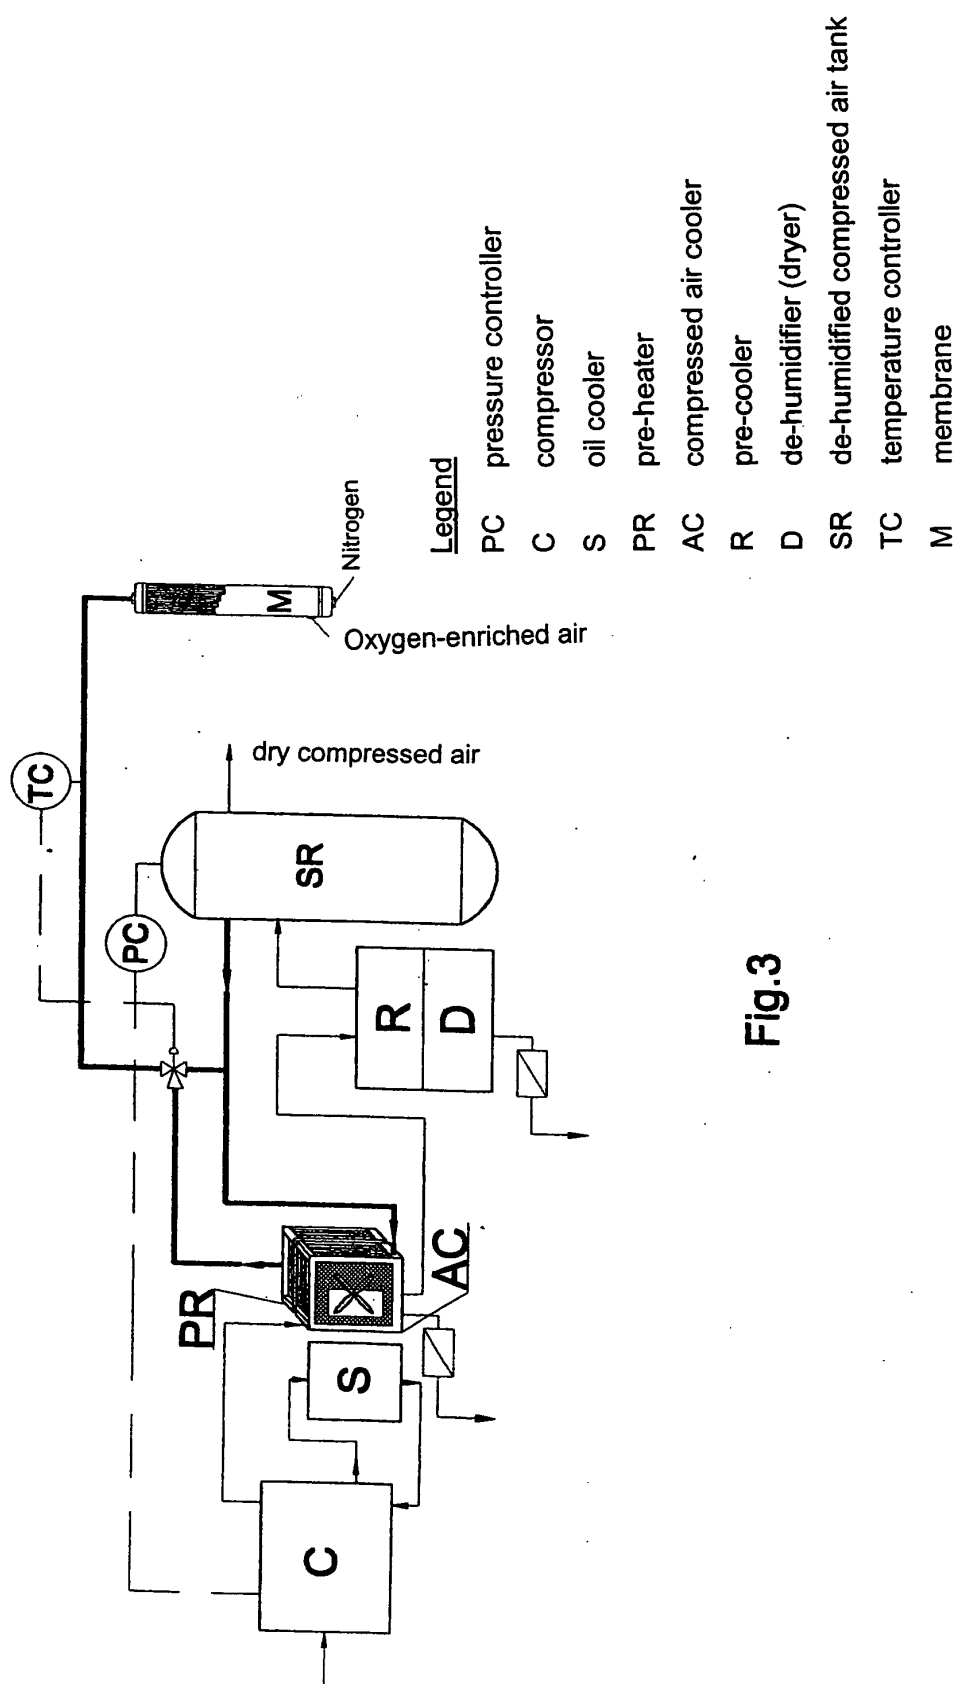 TC
PC
PR
AC
C
S
R
D
SR
M
dry compressed air
Oxygen-enriched air
Nitrogen
Legend
PC pressure controller
C compressor
S oil cooler
PR pre-heater
AC compressed air cooler
R pre-cooler
D de-humidifier (dryer)
SR de-humidified compressed air tank
TC temperature controller
M membrane
Fig.3